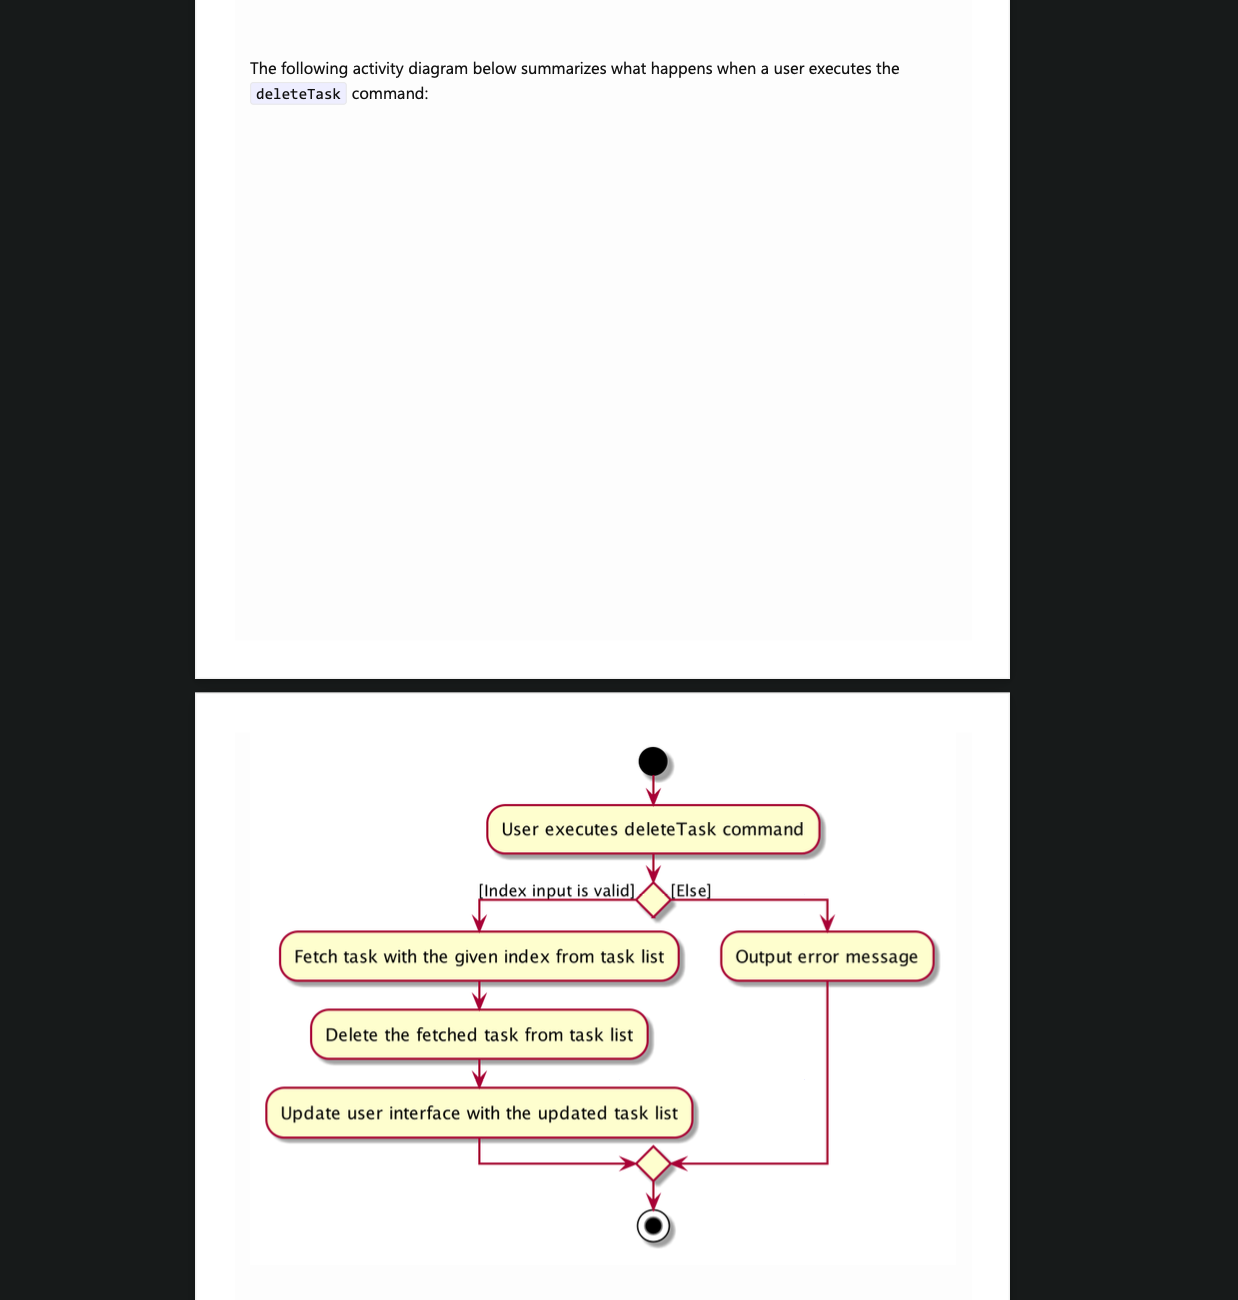 The following activity diagram below summarizes what happens when a user executes the
deleteTask command:
User executes deleteTask command
[Index input is valid] [Else]
Fetch task with the given index from task list
Output error message
Delete the fetched task from task list
Update user interface with the updated task list